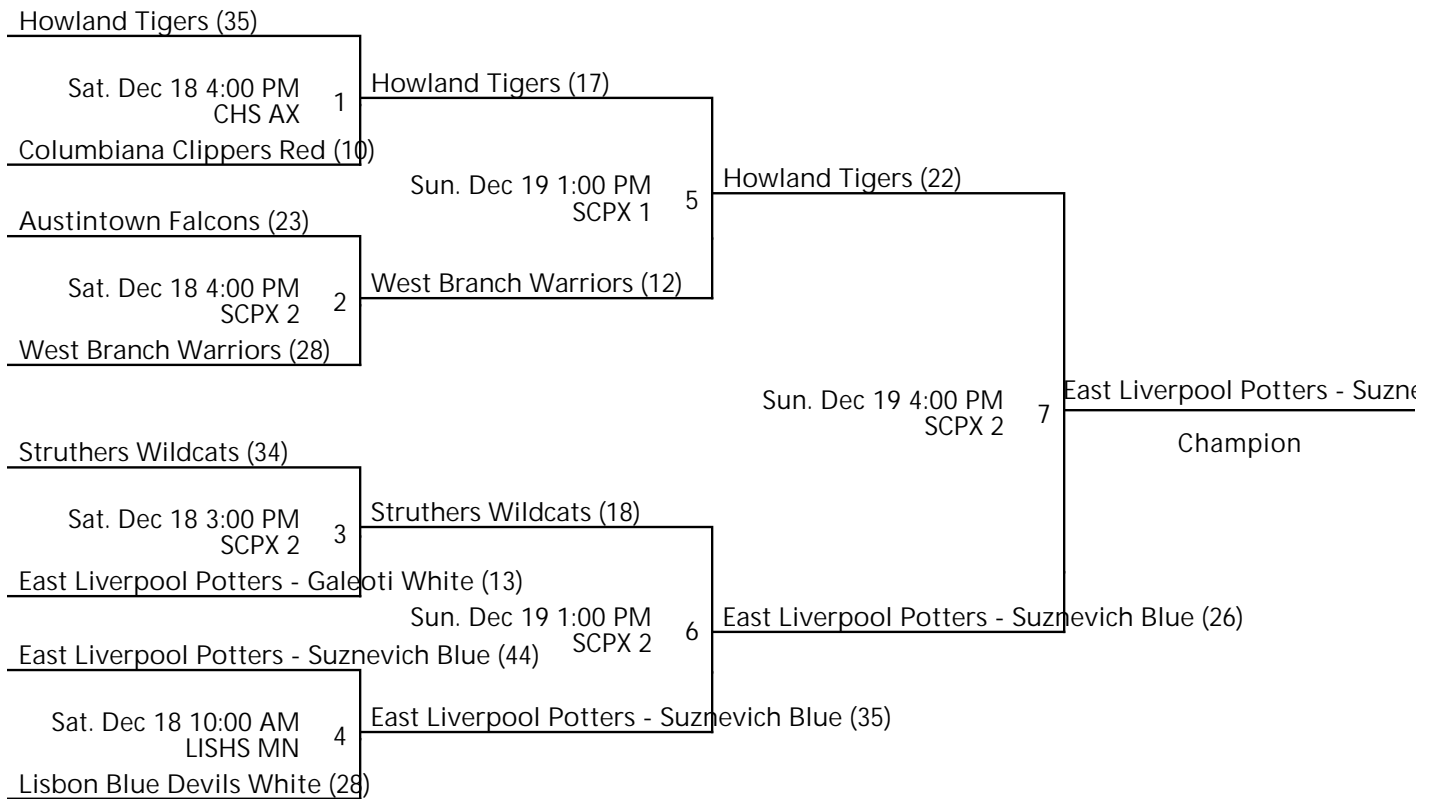 Howland Tigers (35)
Sat. Dec 18 4:00 PM
CHS AX
1
Columbiana Clippers Red (10)
Austintown Falcons (23)
Sat. Dec 18 4:00 PM
SCPX 2
2
West Branch Warriors (28)
Struthers Wildcats (34)
Sat. Dec 18 3:00 PM
SCPX 2
3
East Liverpool Potters - Galeoti White (13)
East Liverpool Potters - Suznevich Blue (44)
Sat. Dec 18 10:00 AM
LISHS MN
4
Lisbon Blue Devils White (28)
Howland Tigers (17)
Sun. Dec 19 1:00 PM
SCPX 1
5
West Branch Warriors (12)
Struthers Wildcats (18)
Sun. Dec 19 1:00 PM
SCPX 2
6
East Liverpool Potters - Suznevich Blue (35)
Howland Tigers (22)
Sun. Dec 19 4:00 PM
SCPX 2
7
East Liverpool Potters - Suznevich Blue (26)
East Liverpool Potters - Suzne
Champion